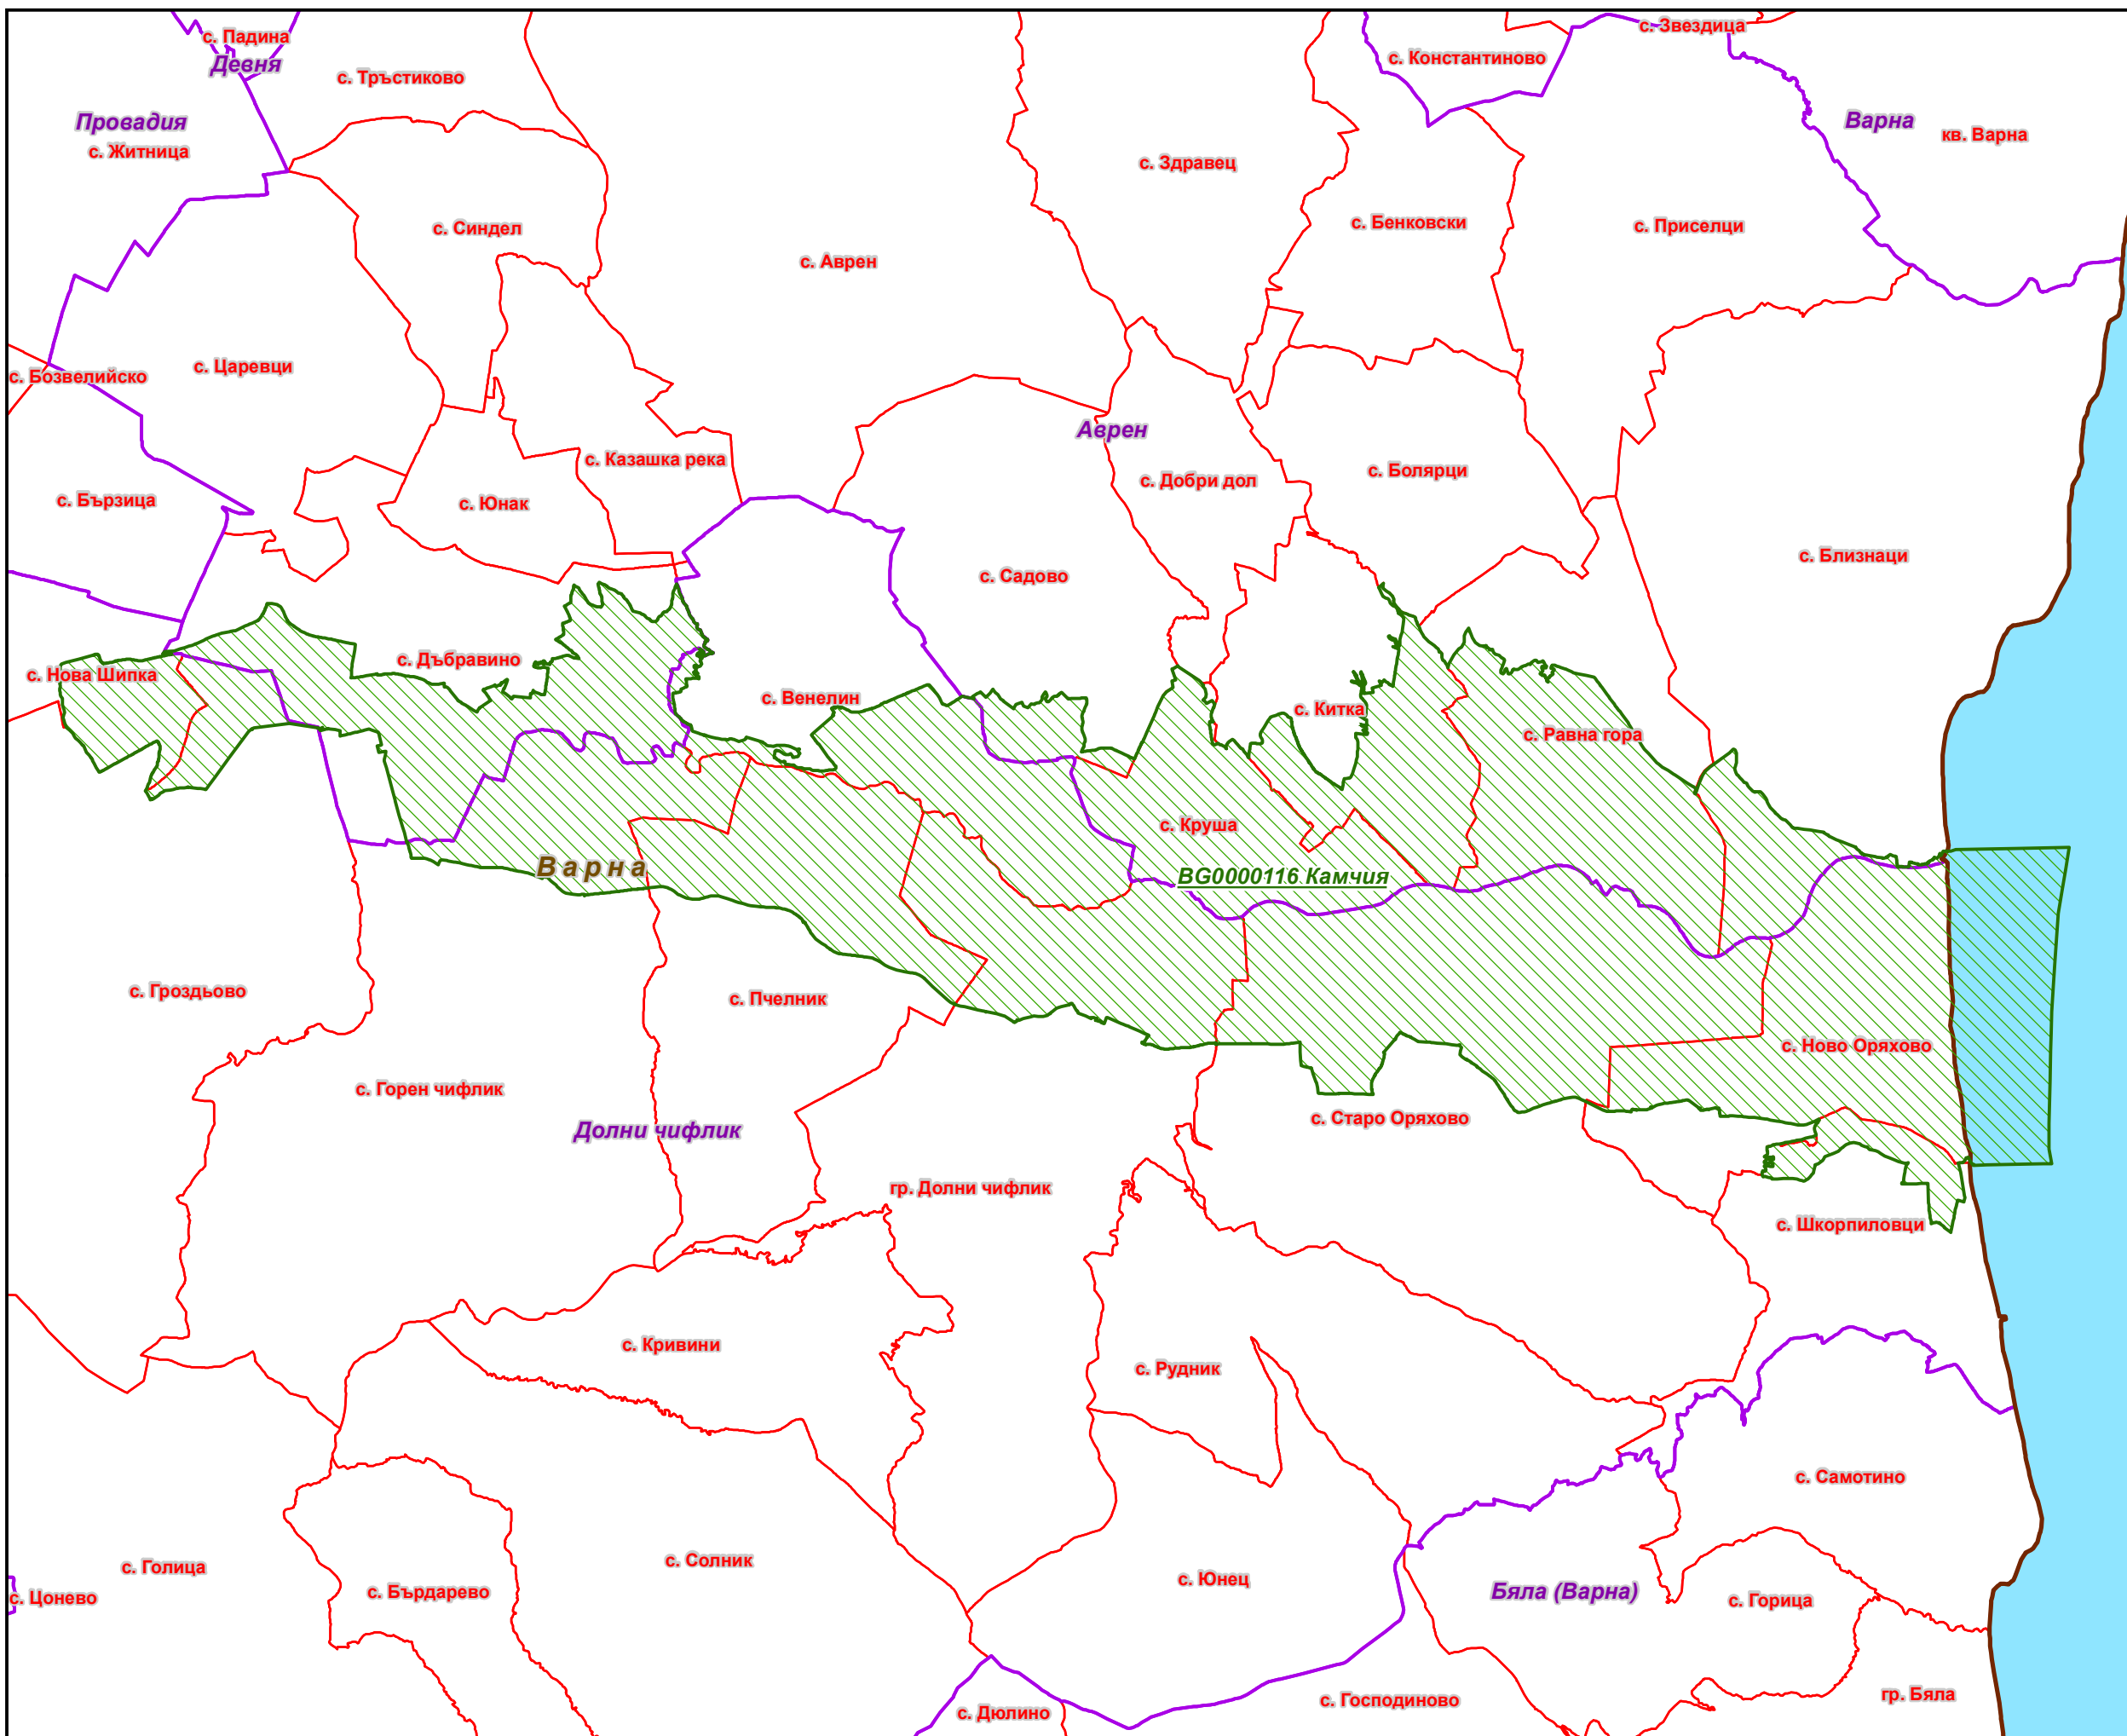 с. Звездица
с. Падина
с. Константиново
Девня
с. Тръстиково
Варна
Провадия
кв. Варна
с. Житница
с. Здравец
с. Бенковски
с. Приселци
с. Синдел
с. Аврен
с. Царевци
с. Бозвелийско
Аврен
с. Казашка река
с. Болярци
с. Добри дол
с. Бързица
с. Юнак
с. Близнаци
с. Садово
с. Дъбравино
с. Нова Шипка
с. Венелин
с. Китка
с. Равна гора
с. Круша
Варна
BG0000116 Камчия
с. Гроздьово
с. Пчелник
с. Ново Оряхово
с. Горен чифлик
с. Старо Оряхово
Долни чифлик
гр. Долни чифлик
с. Шкорпиловци
с. Кривини
с. Рудник
с. Самотино
с. Солник
с. Голица
с. Юнец
с. Бърдарево
Бяла (Варна)
с. Цонево
с. Горица
гр. Бяла
с. Господиново
с. Дюлино